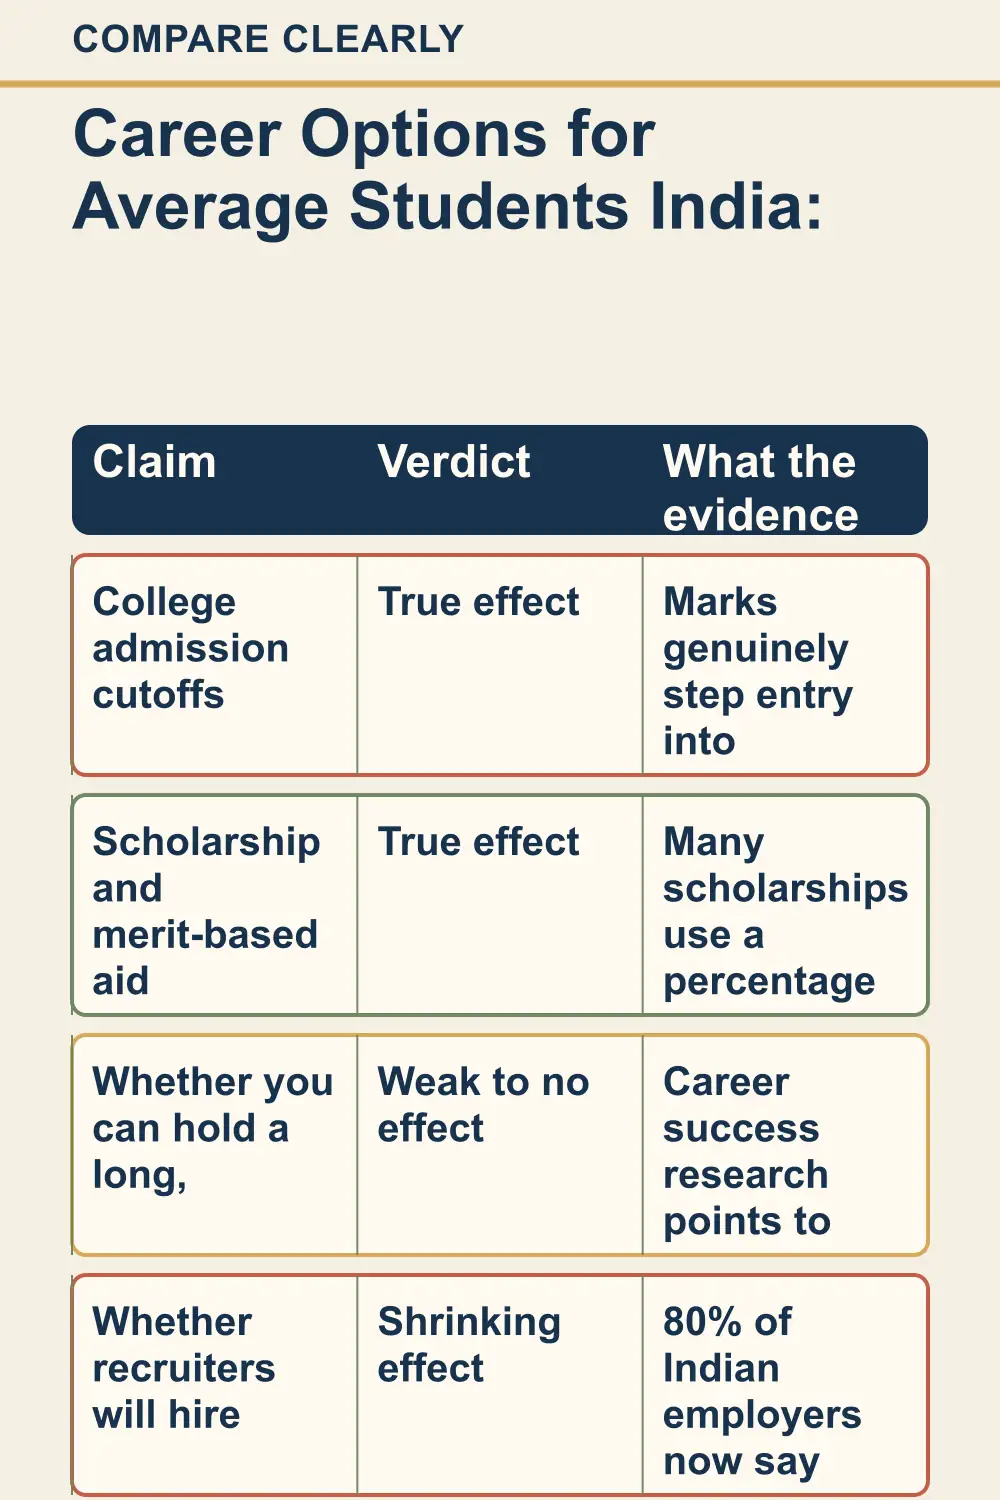 COMPARE CLEARLY
Career Options for
Average Students India:
Claim
Verdict
What the
evidence
College
admission
cutoffs
True effect
Marks
genuinely
step entry
into
Scholarship
and
merit-based
aid
True effect
Many
scholarships
use a
percentage
Whether you
can hold a
long,
Weak to no
effect
Career
success
research
points to
Whether
recruiters
will hire
Shrinking
effect
80% of
Indian
employers
now say